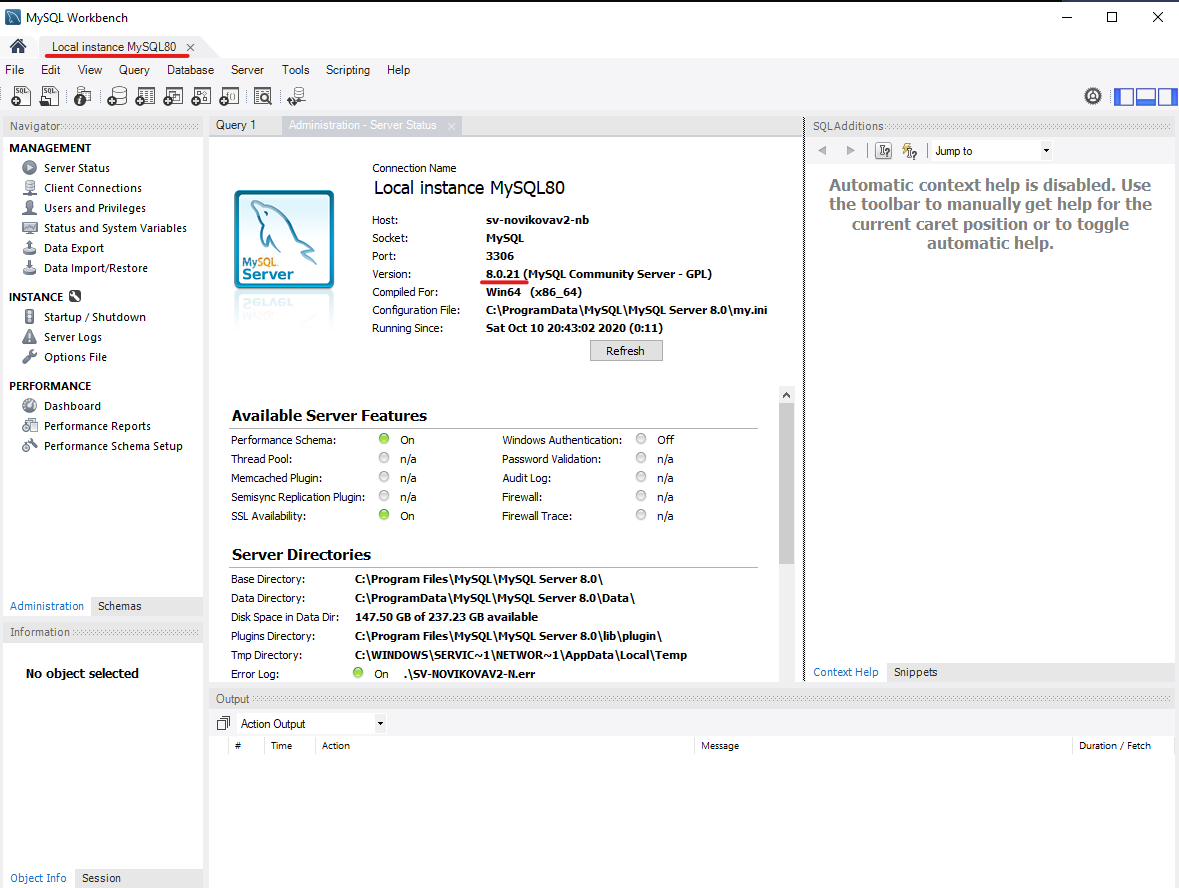 MySQL Workbench
Local instance MySQL80
File Edit View Query Database Server Tools Scripting Help
Navigator
MANAGEMENT
Server Status
Client Connections
Users and Privileges
Status and System Variables
Data Export
Data Import/Restore
INSTANCE
Startup / Shutdown
Server Logs
Options File
PERFORMANCE
Dashboard
Performance Reports
Performance Schema Setup
Administration Schemas
Information
No object selected
Object Info Session
Query 1 Administration - Server Status
Connection Name
Local instance MySQL80
MySQL
Server
Host: sv-novikovav2-nb
Socket: MySQL
Port: 3306
Version: 8.0.21 (MySQL Community Server - GPL)
Compiled For: Win64 (x86_64)
Configuration File: C:\ProgramData\MySQL\MySQL Server 8.0\my.ini
Running Since: Sat Oct 10 20:43:02 2020 (0:11)
Refresh
Available Server Features
Performance Schema: On Windows Authentication: Off
Thread Pool: n/a Password Validation: n/a
Memcached Plugin: n/a Audit Log: n/a
Semisync Replication Plugin: n/a Firewall: n/a
SSL Availability: On Firewall Trace: n/a
Server Directories
Base Directory: C:\Program Files\MySQL\MySQL Server 8.0\
Data Directory: C:\ProgramData\MySQL\MySQL Server 8.0\Data\
Disk Space in Data Dir: 147.50 GB of 237.23 GB available
Plugins Directory: C:\Program Files\MySQL\MySQL Server 8.0\lib\plugin\
Tmp Directory: C:\WINDOWS\SERVIC~1\NETWOR~1\AppData\Local\Temp
Error Log: On .\SV-NOVIKOVAV2-N.err
SQLAdditions
Jump to
Automatic context help is disabled. Use
the toolbar to manually get help for the
current caret position or to toggle
automatic help.
Context Help Snippets
Output
Action Output
# Time Action Message Duration / Fetch